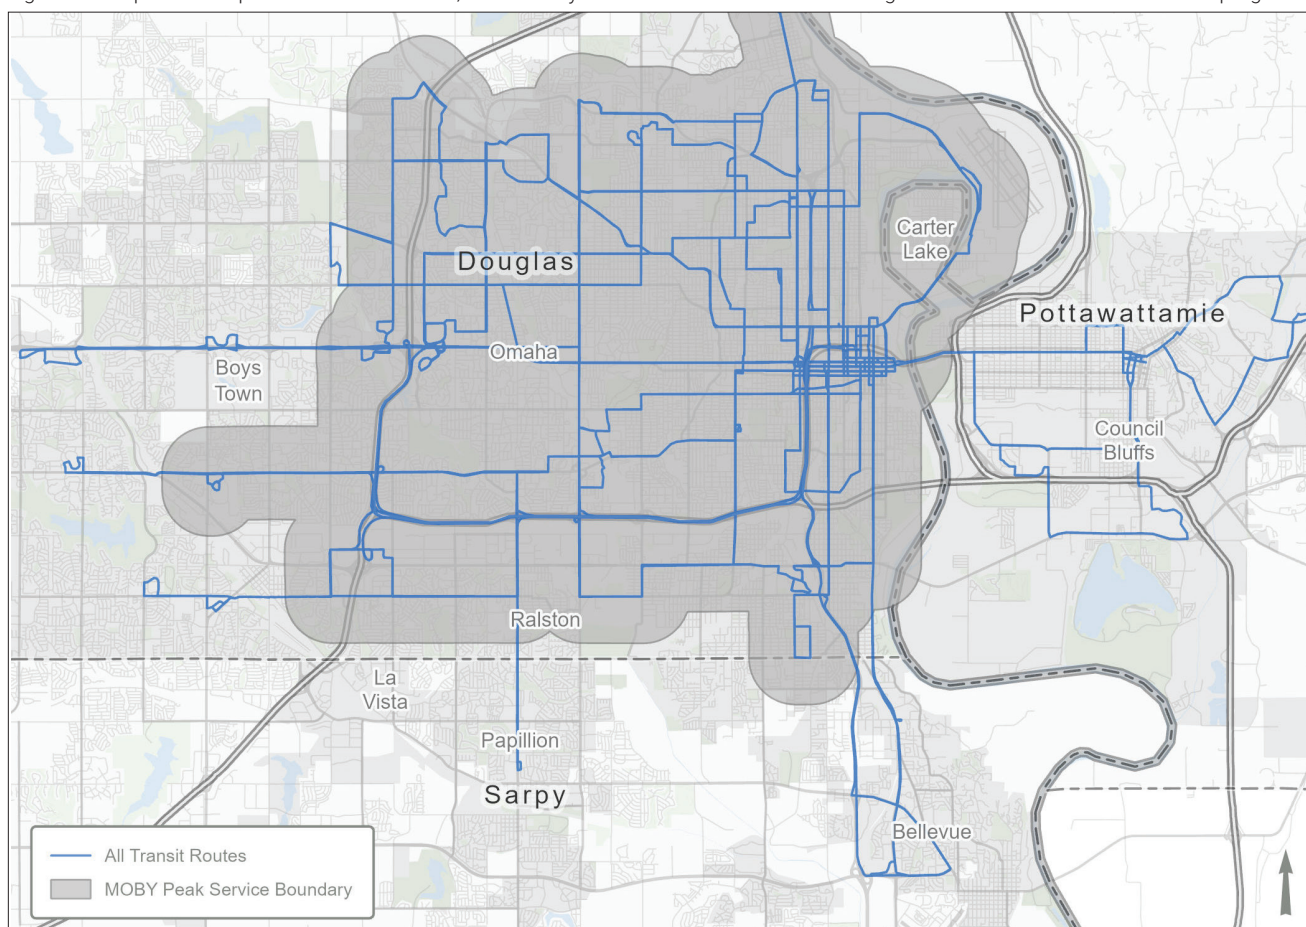 Carter
Lake
Douglas
Pottawattamie
Omaha
Boys
Town
Council
Bluffs
Ralston
La
Vista
Papillion
Sarpy
Bellevue
All Transit Routes
MOBY Peak Service Boundary